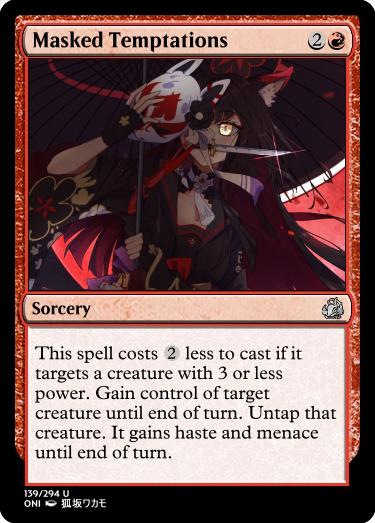 Masked Temptations 2
Sorcery
This spell costs 2 less to cast if it
targets a creature with 3 or less
power. Gain control of target
creature until end of turn. Untap that
creature. It gains haste and menace
until end of turn.
139/294 U
ONI 狐坂ワカモ